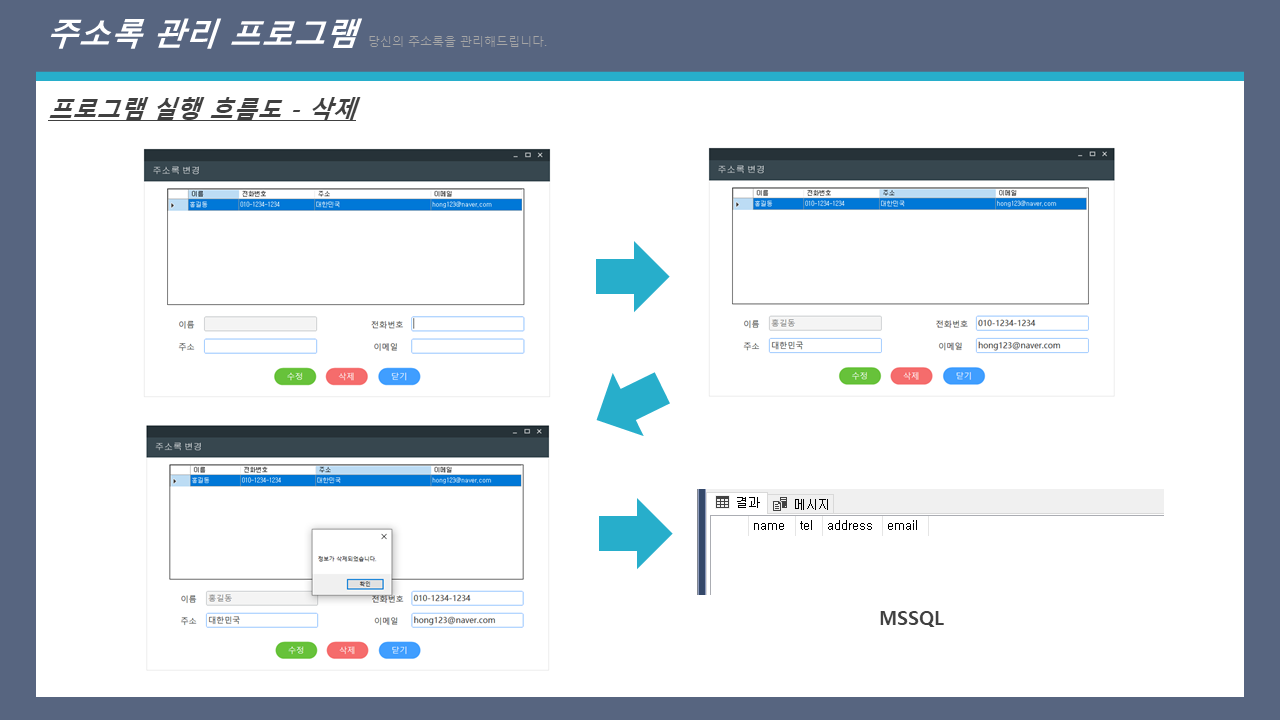 주소록 관리 프로그램 당신의 주소록을 관리해드립니다.
프로그램 실행 흐름도 - 삭제
주소록 변경
이름 전화번호 주소 이메일
홍길동 010-1234-1234 대한민국 hong123@naver.com
이름 전화번호
주소 이메일
수정 삭제 닫기
주소록 변경
이름 전화번호 주소 이메일
홍길동 010-1234-1234 대한민국 hong123@naver.com
이름 홍길동 전화번호 010-1234-1234
주소 대한민국 이메일 hong123@naver.com
수정 삭제 닫기
주소록 변경
이름 전화번호 주소 이메일
홍길동 010-1234-1234 대한민국 hong123@naver.com
정보가 삭제되었습니다.
확인
이름 홍길동 전화번호 010-1234-1234
주소 대한민국 이메일 hong123@naver.com
수정 삭제 닫기
결과 메시지
name tel address email
MSSQL